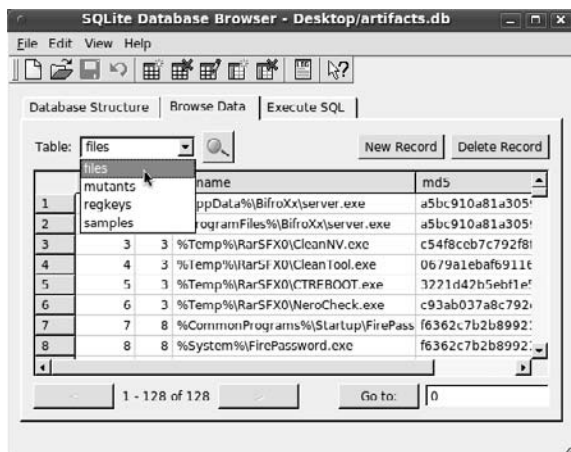 SQLite Database Browser - Desktop/artifacts.db
File Edit View Help
Database Structure Browse Data Execute SQL
Table: files New Record Delete Record
files
mutants
regkeys
samples
name md5
1 ppData%\BifroXx\server.exe a5bc910a81a305
2 rogramFiles%\BifroXx\server.exe a5bc910a81a305
3 3 3 %Temp%\RarSFX0\CleanNV.exe c54f8ceb7c792f8
4 4 3 %Temp%\RarSFX0\CleanTool.exe 0679a1ebaf69116
5 5 3 %Temp%\RarSFX0\CTREBOOT.exe 3221d42b5ebf1e
6 6 3 %Temp%\RarSFX0\NeroCheck.exe c93ab037a8c792
7 7 8 %CommonPrograms%\Startup\FirePass f6362c7b2b8992
8 8 8 %System%\FirePassword.exe f6362c7b2b8992
< 1 - 128 of 128 > Go to: 0